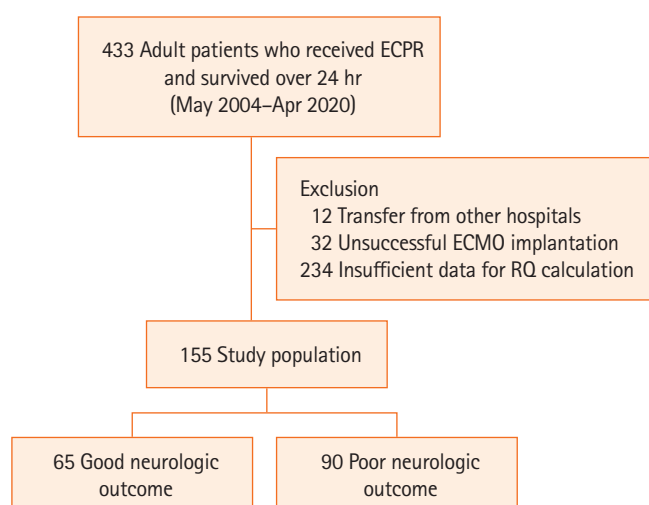 433 Adult patients who received ECPR
and survived over 24 hr
(May 2004–Apr 2020)
Exclusion
12 Transfer from other hospitals
32 Unsuccessful ECMO implantation
234 Insufficient data for RQ calculation
155 Study population
65 Good neurologic
outcome
90 Poor neurologic
outcome